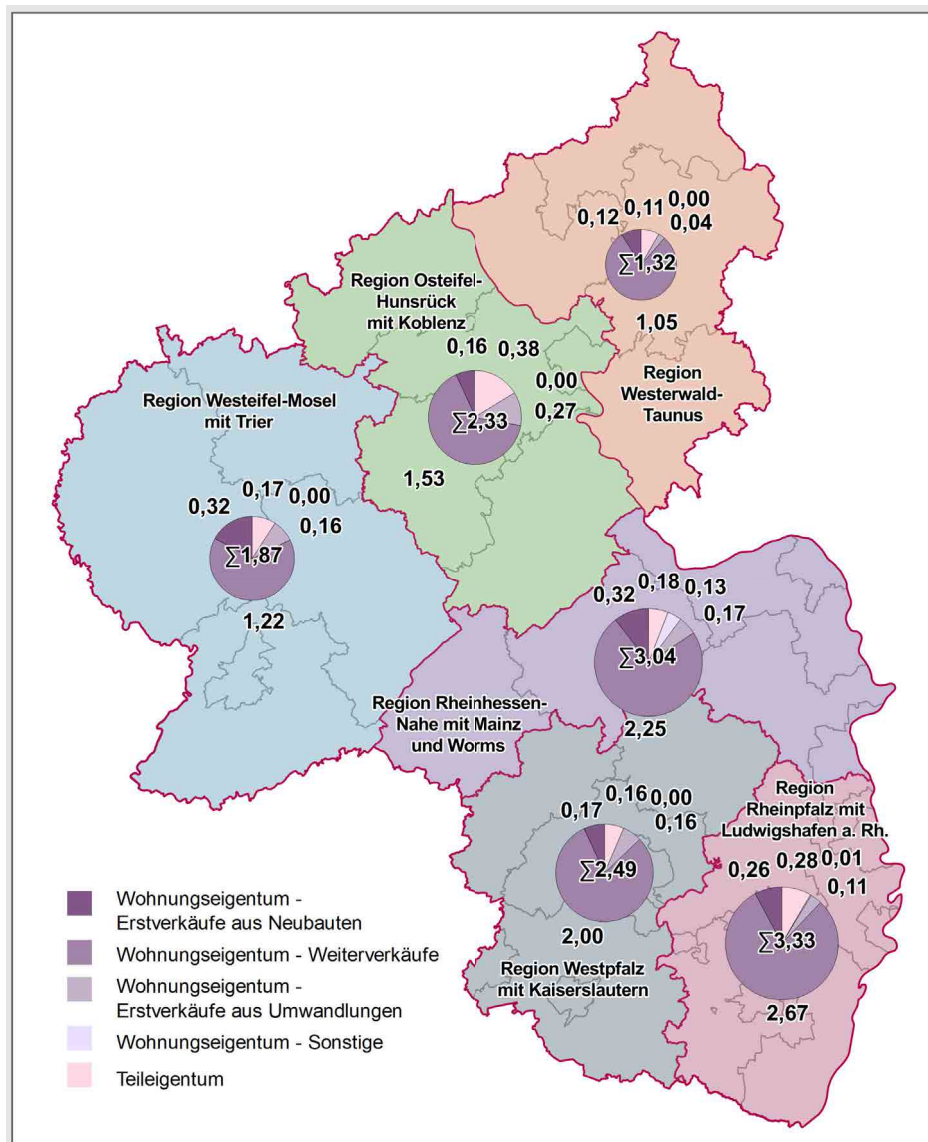 0,12 0,11 0,00
0,04
∑1,32
1,05
Region
Westerwald-
Taunus
Region Osteifel-
Hunsrück
mit Koblenz
0,16 0,38
0,00
0,27
∑2,33
1,53
Region Westeifel-Mosel
mit Trier
0,32 0,17 0,00
0,16
∑1,87
1,22
0,32 0,18 0,13
0,17
∑3,04
2,25
Region Rheinhessen-
Nahe mit Mainz
und Worms
0,17 0,16 0,00
0,16
∑2,49
2,00
Region Westpfalz
mit Kaiserslautern
Region
Rheinpfalz mit
Ludwigshafen a. Rh.
0,26 0,28 0,01
0,11
∑3,33
2,67
Wohnungseigentum -
Erstverkäufe aus Neubauten
Wohnungseigentum - Weiterverkäufe
Wohnungseigentum -
Erstverkäufe aus Umwandlungen
Wohnungseigentum - Sonstige
Teileigentum